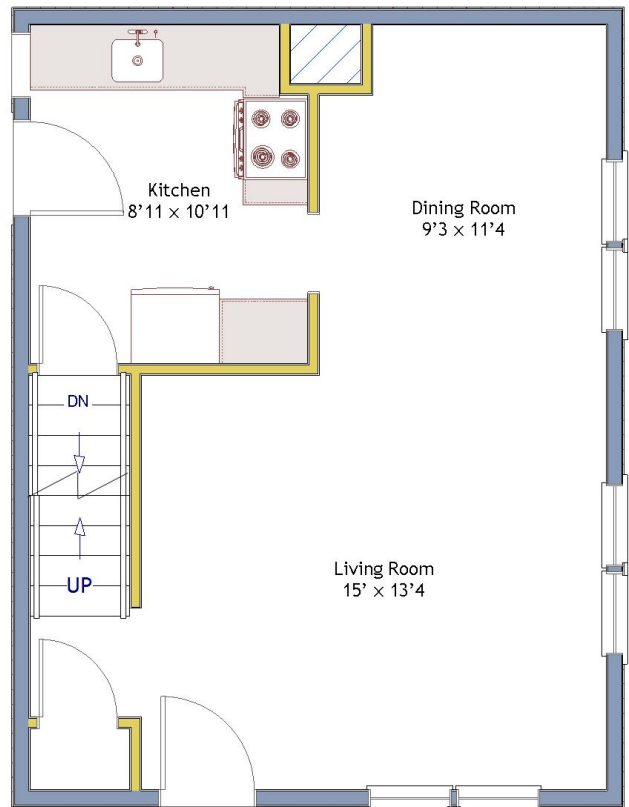 Kitchen
8'11 × 10'11
Dining Room
9'3 × 11'4
DN
UP
Living Room
15' × 13'4